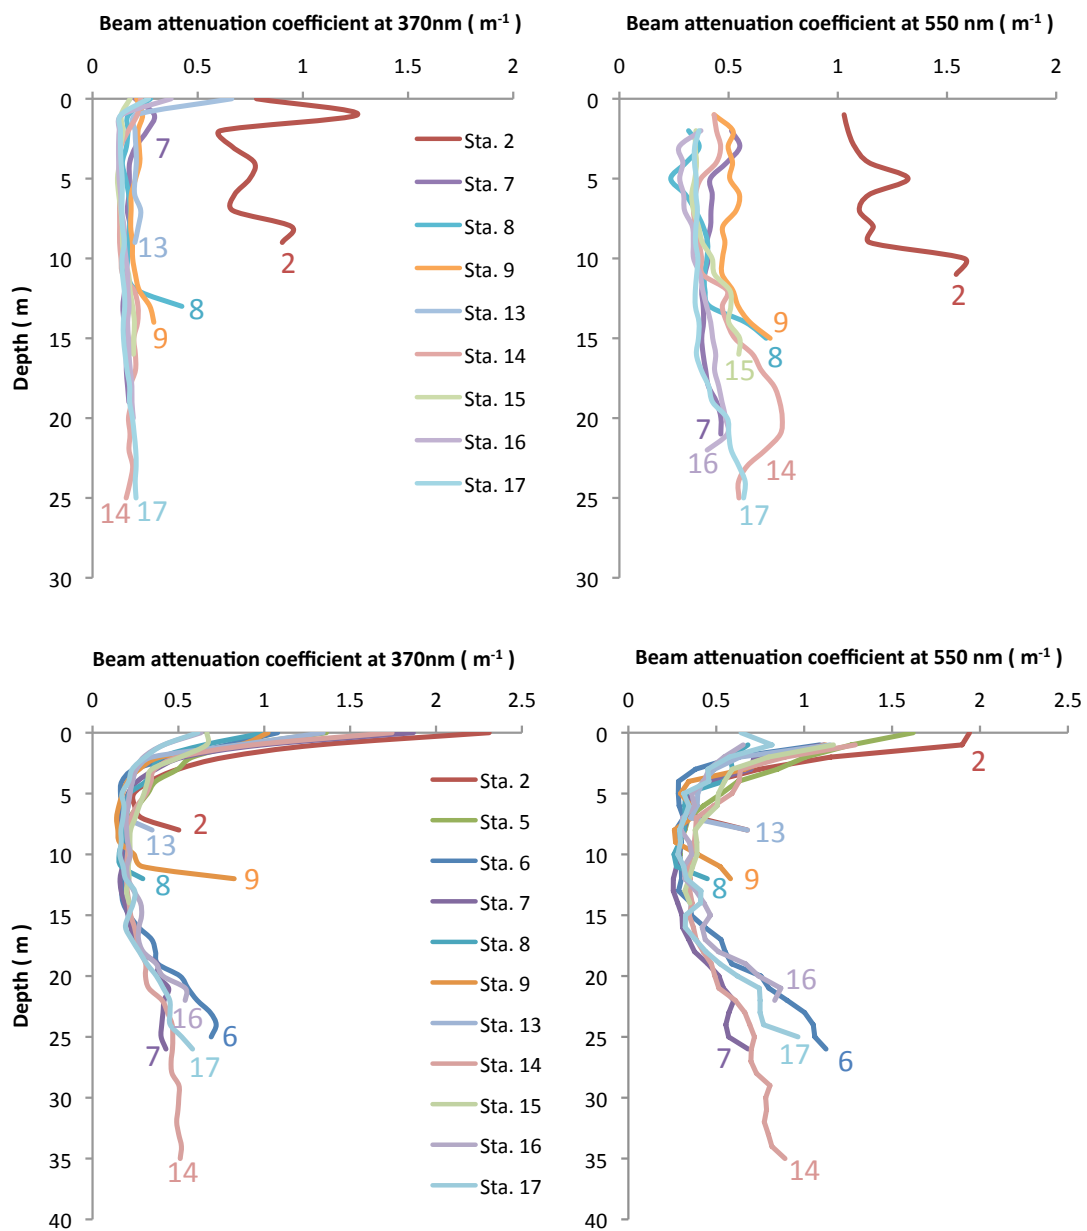 Beam attenuation coefficient at 370nm ( m-1 )
0 0.5 1 1.5 2
0
5
10
15
20
25
30
Depth ( m )
7
13
2
8
9
14 17
Sta. 2
Sta. 7
Sta. 8
Sta. 9
Sta. 13
Sta. 14
Sta. 15
Sta. 16
Sta. 17
Beam attenuation coefficient at 550 nm ( m-1 )
0 0.5 1 1.5 2
0
5
10
15
20
25
30
2
9
8
15
7
16
14
17
Beam attenuation coefficient at 370nm ( m-1 )
0 0.5 1 1.5 2 2.5
0
5
10
15
20
25
30
35
40
Depth ( m )
2
13
8
9
16
6
7
17
14
Sta. 2
Sta. 5
Sta. 6
Sta. 7
Sta. 8
Sta. 9
Sta. 13
Sta. 14
Sta. 15
Sta. 16
Sta. 17
Beam attenuation coefficient at 550 nm ( m-1 )
0 0.5 1 1.5 2 2.5
0
5
10
15
20
25
30
35
40
2
13
8
9
16
17
7
6
14